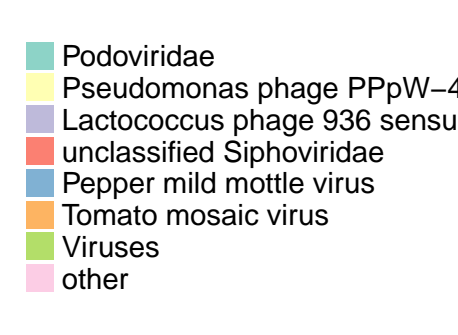 Podoviridae
Pseudomonas phage PPpW−4
Lactococcus phage 936 sensu
unclassified Siphoviridae
Pepper mild mottle virus
Tomato mosaic virus
Viruses
other